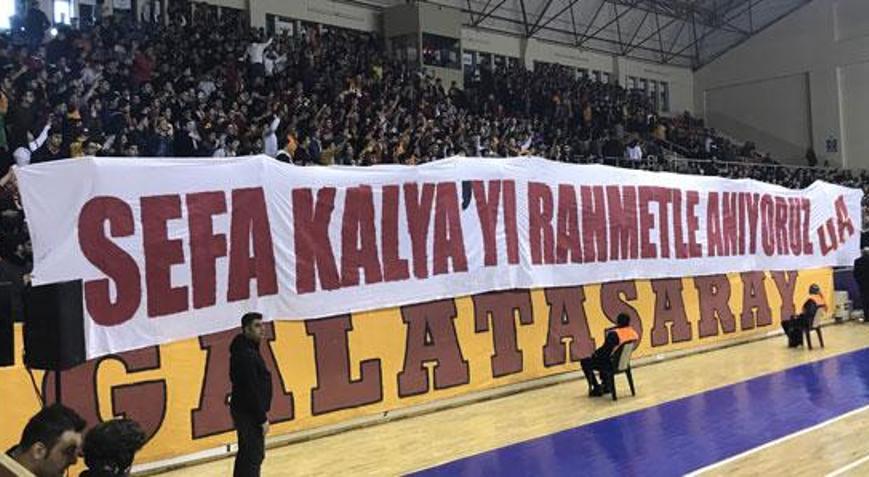 SEFA KALYA'YI RAHMETLE ANIYORUZ UA
GALATASARAY